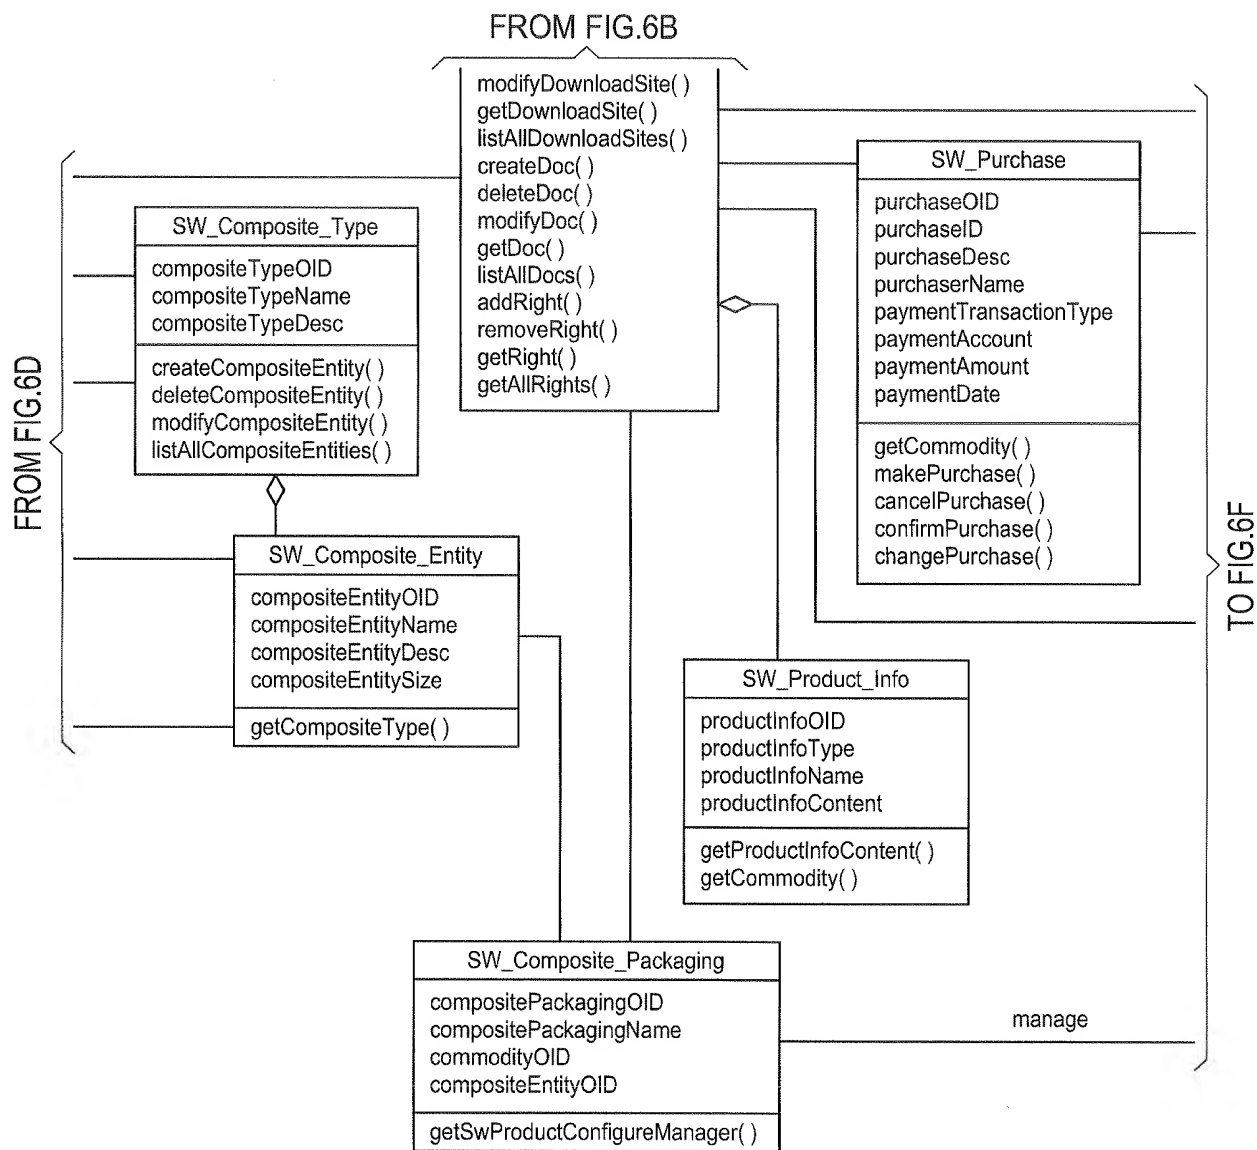 FROM FIG.6B
modifyDownloadSite( )
getDownloadSite( )
listAllDownloadSites( )
createDoc( )
deleteDoc( )
modifyDoc( )
getDoc( )
listAllDocs( )
addRight( )
removeRight( )
getRight( )
getAllRights( )
FROM FIG.6D
SW_Composite_Type
compositeTypeOID
compositeTypeName
compositeTypeDesc
createCompositeEntity( )
deleteCompositeEntity( )
modifyCompositeEntity( )
listAllCompositeEntities( )
SW_Purchase
purchaseOID
purchaseID
purchaseDesc
purchaserName
paymentTransactionType
paymentAccount
paymentAmount
paymentDate
getCommodity( )
makePurchase( )
cancelPurchase( )
confirmPurchase( )
changePurchase( )
TO FIG.6F
SW_Composite_Entity
compositeEntityOID
compositeEntityName
compositeEntityDesc
compositeEntitySize
getCompositeType( )
SW_Product_Info
productInfoOID
productInfoType
productInfoName
productInfoContent
getProductInfoContent( )
getCommodity( )
SW_Composite_Packaging
compositePackagingOID
compositePackagingName
commodityOID
compositeEntityOID
getSwProductConfigureManager( )
manage